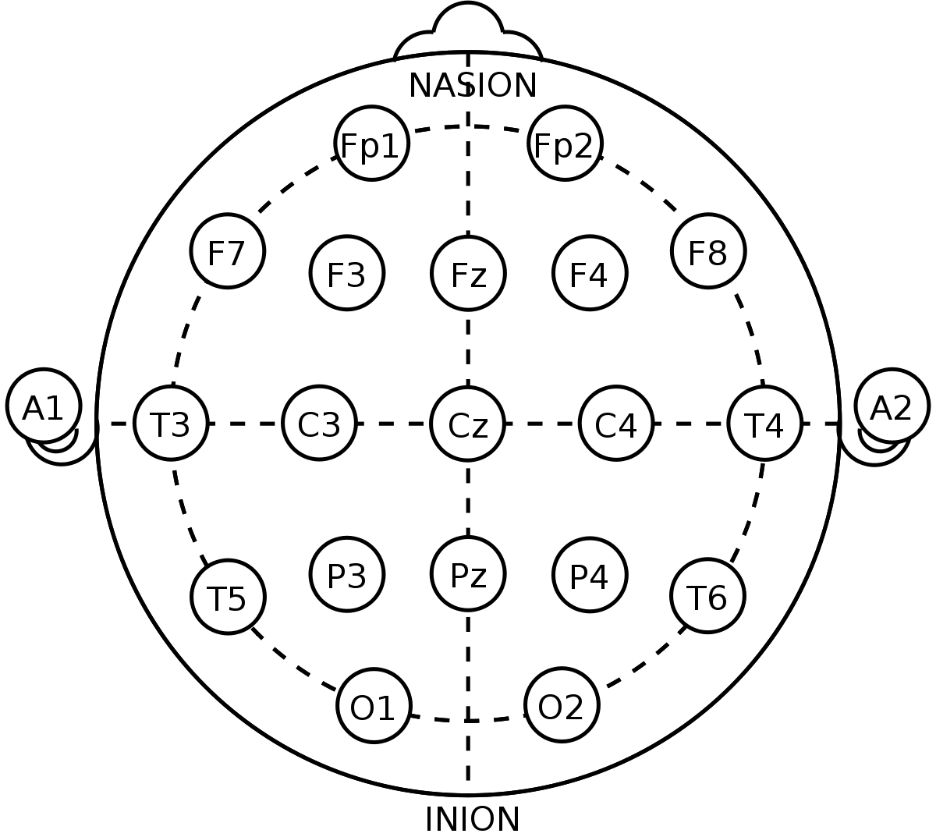 NASION
Fp1 Fp2
F7 F3 Fz F4 F8
A1 T3 C3 Cz C4 T4 A2
T5 P3 Pz P4 T6
O1 O2
INION